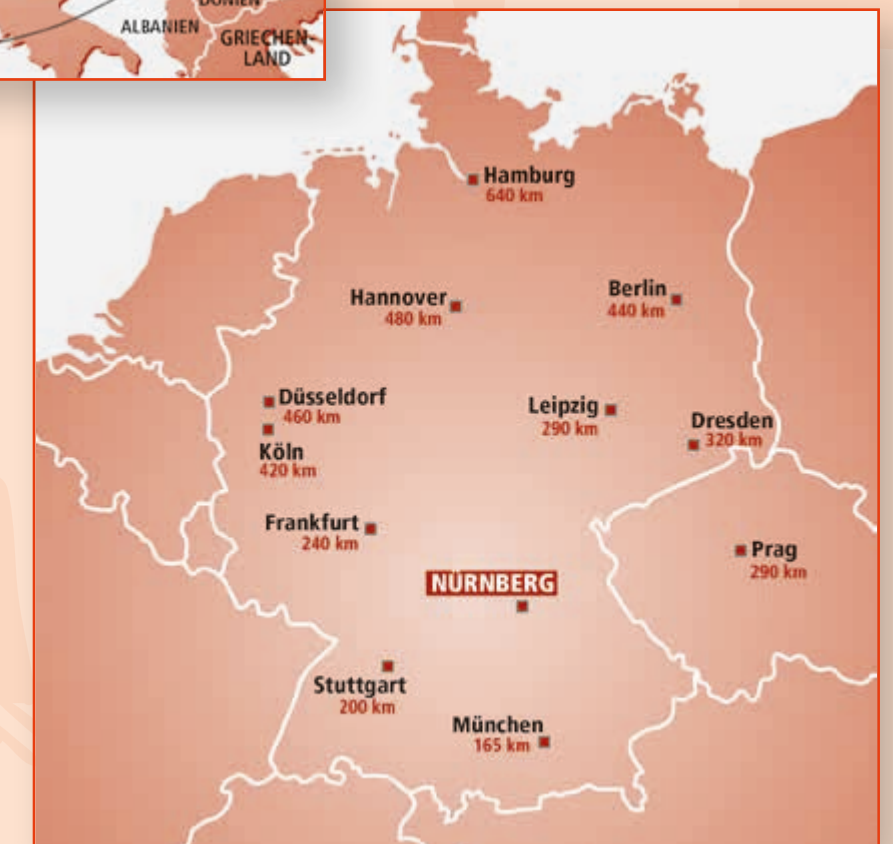 ALBANIEN
GRIECHEN-
LAND
Hamburg
640 km
Hannover
480 km
Berlin
440 km
Düsseldorf
460 km
Köln
420 km
Leipzig
290 km
Dresden
320 km
Frankfurt
240 km
Prag
290 km
NÜRNBERG
Stuttgart
200 km
München
165 km